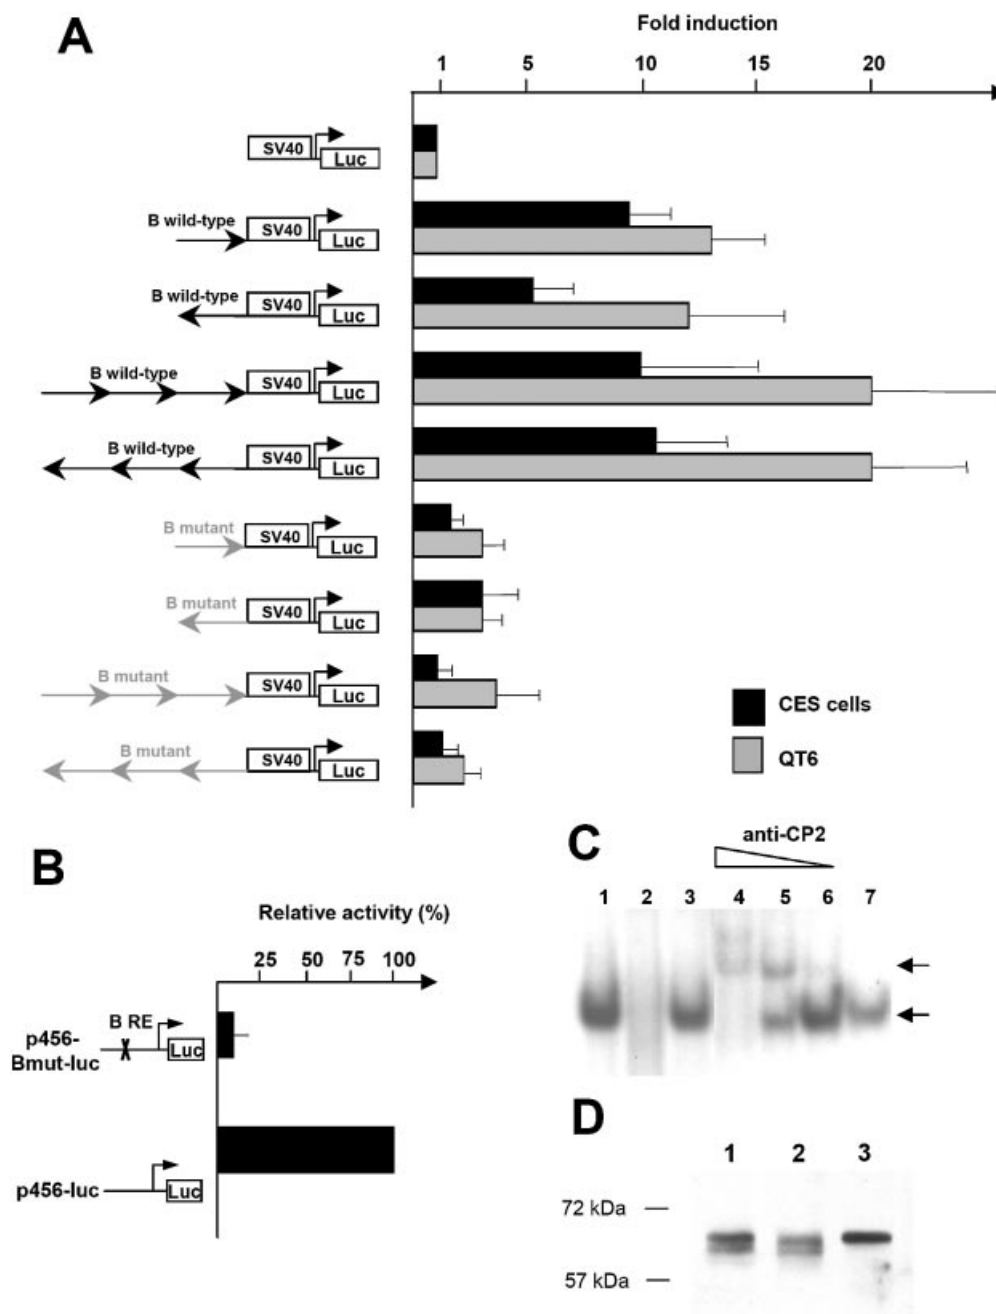 A
Fold induction
1 5 10 15 20
SV40
Luc
B wild-type
SV40
Luc
B wild-type
SV40
Luc
B wild-type
SV40
Luc
B wild-type
SV40
Luc
B mutant
SV40
Luc
B mutant
SV40
Luc
B mutant
SV40
Luc
B mutant
SV40
Luc
CES cells
QT6
B
Relative activity (%)
25 50 75 100
B RE
X
p456-
Bmut-luc
Luc
p456-luc
Luc
C
anti-CP2
1 2 3 4 5 6 7
D
1 2 3
72 kDa
57 kDa